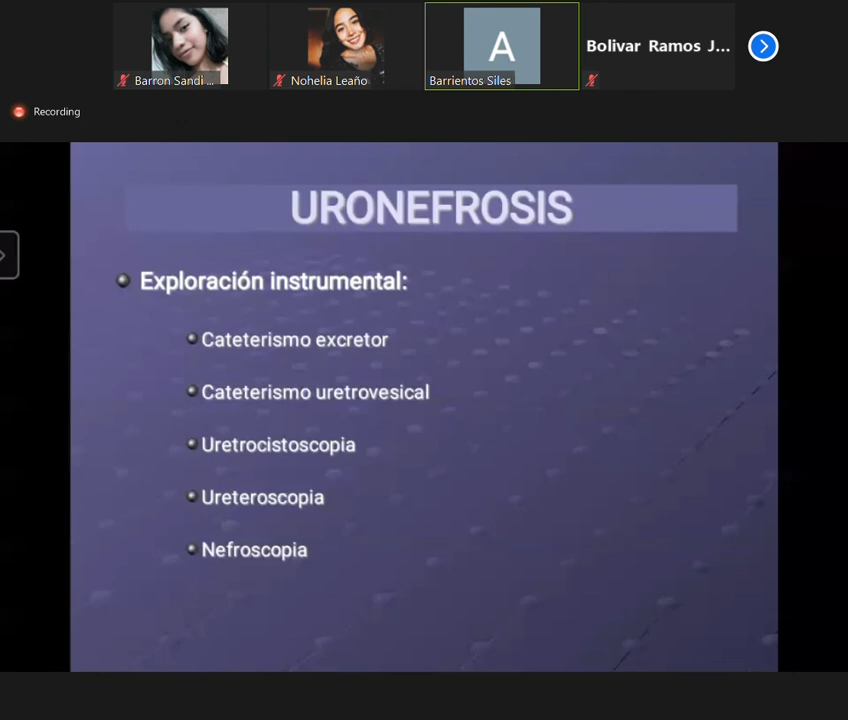 Barron Sandi ...
Nohelia Leaño
A
Barrientos Siles
Bolivar Ramos J...
Recording
URONEFROSIS
Exploración instrumental:
Cateterismo excretor
Cateterismo uretrovesical
Uretrocistoscopia
Ureteroscopia
Nefroscopia